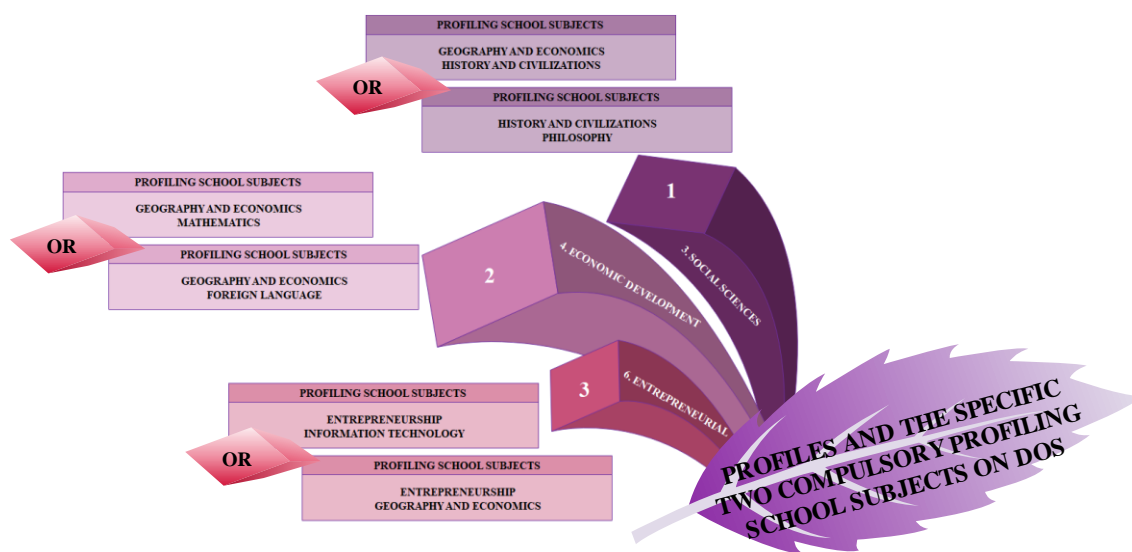 PROFILING SCHOOL SUBJECTS
GEOGRAPHY AND ECONOMICS
HISTORY AND CIVILIZATIONS
OR
PROFILING SCHOOL SUBJECTS
HISTORY AND CIVILIZATIONS
PHILOSOPHY
1
3. SOCIAL SCIENCES
PROFILING SCHOOL SUBJECTS
GEOGRAPHY AND ECONOMICS
MATHEMATICS
OR
PROFILING SCHOOL SUBJECTS
GEOGRAPHY AND ECONOMICS
FOREIGN LANGUAGE
2
4. ECONOMIC DEVELOPMENT
PROFILING SCHOOL SUBJECTS
ENTREPRENEURSHIP
INFORMATION TECHNOLOGY
OR
PROFILING SCHOOL SUBJECTS
ENTREPRENEURSHIP
GEOGRAPHY AND ECONOMICS
3
6. ENTREPRENEURIAL
PROFILES AND THE SPECIFIC
TWO COMPULSORY PROFILING
SCHOOL SUBJECTS ON DOS